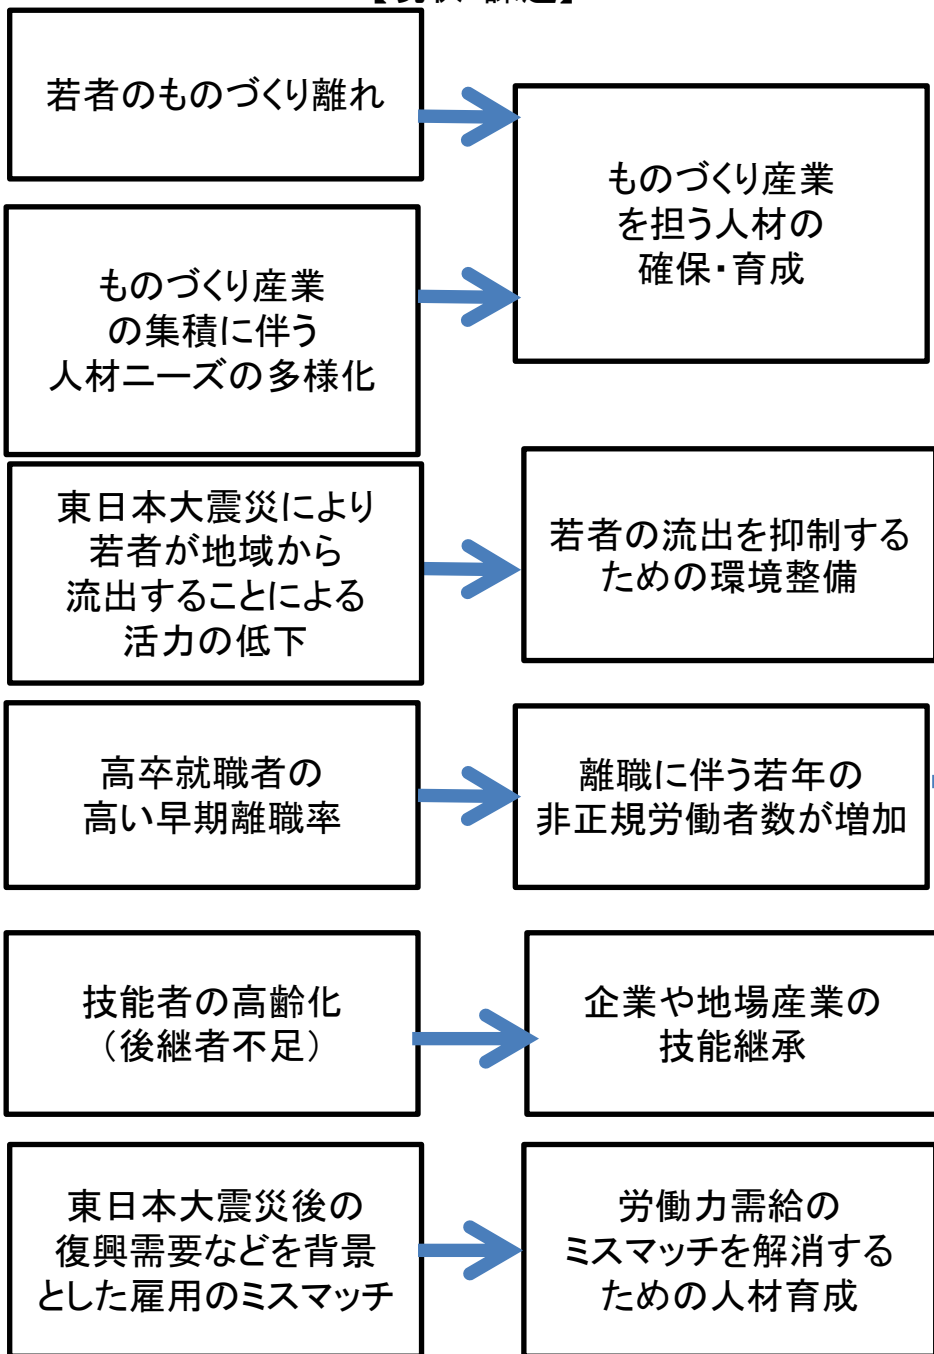 若者のものづくり離れ
ものづくり産業
を担う人材の
確保・育成
ものづくり産業
の集積に伴う
人材ニーズの多様化
東日本大震災により
若者が地域から
流出することによる
活力の低下
若者の流出を抑制する
ための環境整備
高卒就職者の
高い早期離職率
離職に伴う若年の
非正規労働者数が増加
技能者の高齢化
（後継者不足）
企業や地場産業の
技能継承
東日本大震災後の
復興需要などを背景
とした雇用のミスマッチ
労働力需給の
ミスマッチを解消する
ための人材育成